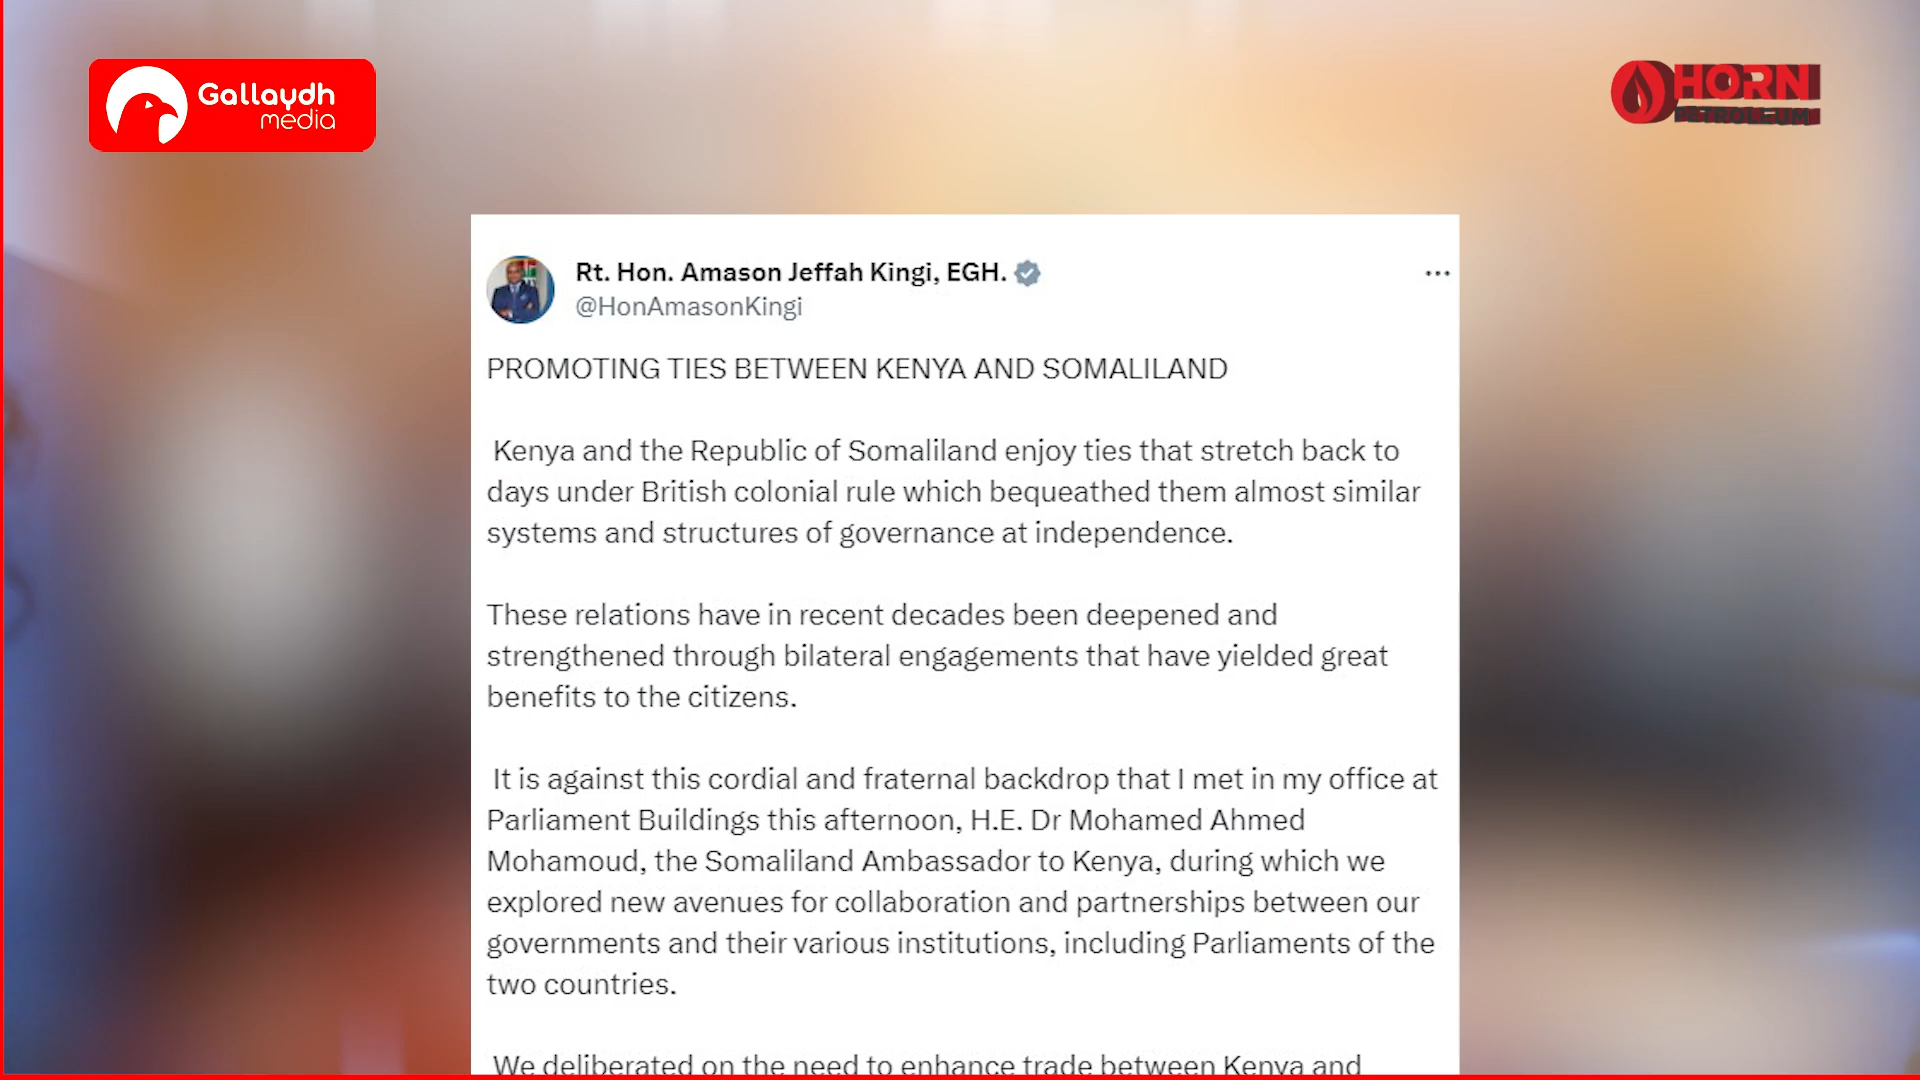 Gallaydh
media
HORN
PETROLEUM
Rt. Hon. Amason Jeffah Kingi, EGH.
@HonAmasonKingi
PROMOTING TIES BETWEEN KENYA AND SOMALILAND
Kenya and the Republic of Somaliland enjoy ties that stretch back to
days under British colonial rule which bequeathed them almost similar
systems and structures of governance at independence.
These relations have in recent decades been deepened and
strengthened through bilateral engagements that have yielded great
benefits to the citizens.
It is against this cordial and fraternal backdrop that I met in my office at
Parliament Buildings this afternoon, H.E. Dr Mohamed Ahmed
Mohamoud, the Somaliland Ambassador to Kenya, during which we
explored new avenues for collaboration and partnerships between our
governments and their various institutions, including Parliaments of the
two countries.
We deliberated on the need to enhance trade between Kenya and